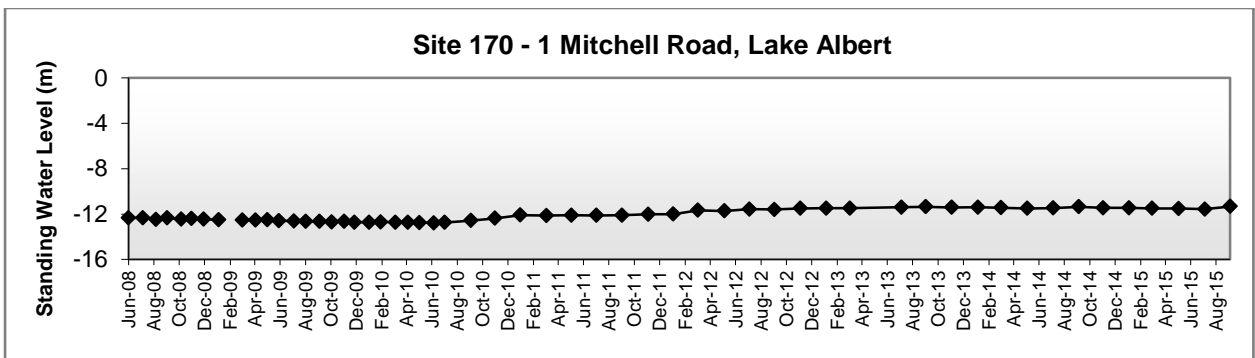 Site 170 - 1 Mitchell Road, Lake Albert
Standing Water Level (m)
0
-4
-8
-12
-16
Jun-08
Aug-08
Oct-08
Dec-08
Feb-09
Apr-09
Jun-09
Aug-09
Oct-09
Dec-09
Feb-10
Apr-10
Jun-10
Aug-10
Oct-10
Dec-10
Feb-11
Apr-11
Jun-11
Aug-11
Oct-11
Dec-11
Feb-12
Apr-12
Jun-12
Aug-12
Oct-12
Dec-12
Feb-13
Apr-13
Jun-13
Aug-13
Oct-13
Dec-13
Feb-14
Apr-14
Jun-14
Aug-14
Oct-14
Dec-14
Feb-15
Apr-15
Jun-15
Aug-15